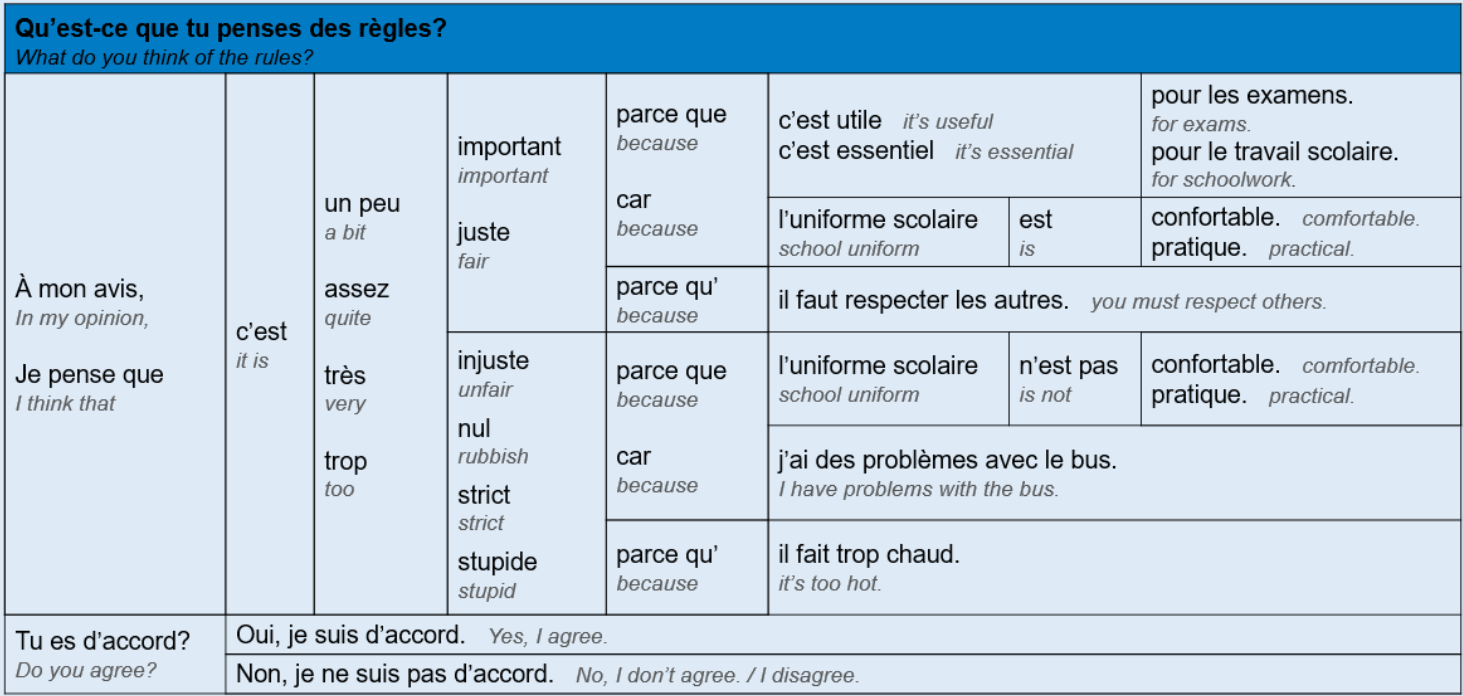 Qu'est-ce que tu penses des règles?
What do you think of the rules?
À mon avis,
In my opinion,
Je pense que
I think that
c'est
it is
un peu
a bit
assez
quite
très
very
trop
too
important
important
juste
fair
parce que
because
car
because
c'est utile it's useful
c'est essentiel it's essential
pour les examens.
for exams.
pour le travail scolaire.
for schoolwork.
l'uniforme scolaire
school uniform
est
is
confortable. comfortable.
pratique. practical.
parce qu'
because
il faut respecter les autres. you must respect others.
injuste
unfair
nul
rubbish
strict
strict
stupide
stupid
parce que
because
car
because
l'uniforme scolaire
school uniform
n'est pas
is not
confortable. comfortable.
pratique. practical.
j'ai des problèmes avec le bus.
I have problems with the bus.
parce qu'
because
il fait trop chaud.
it's too hot.
Tu es d'accord?
Do you agree?
Oui, je suis d'accord. Yes, I agree.
Non, je ne suis pas d'accord. No, I don't agree. / I disagree.